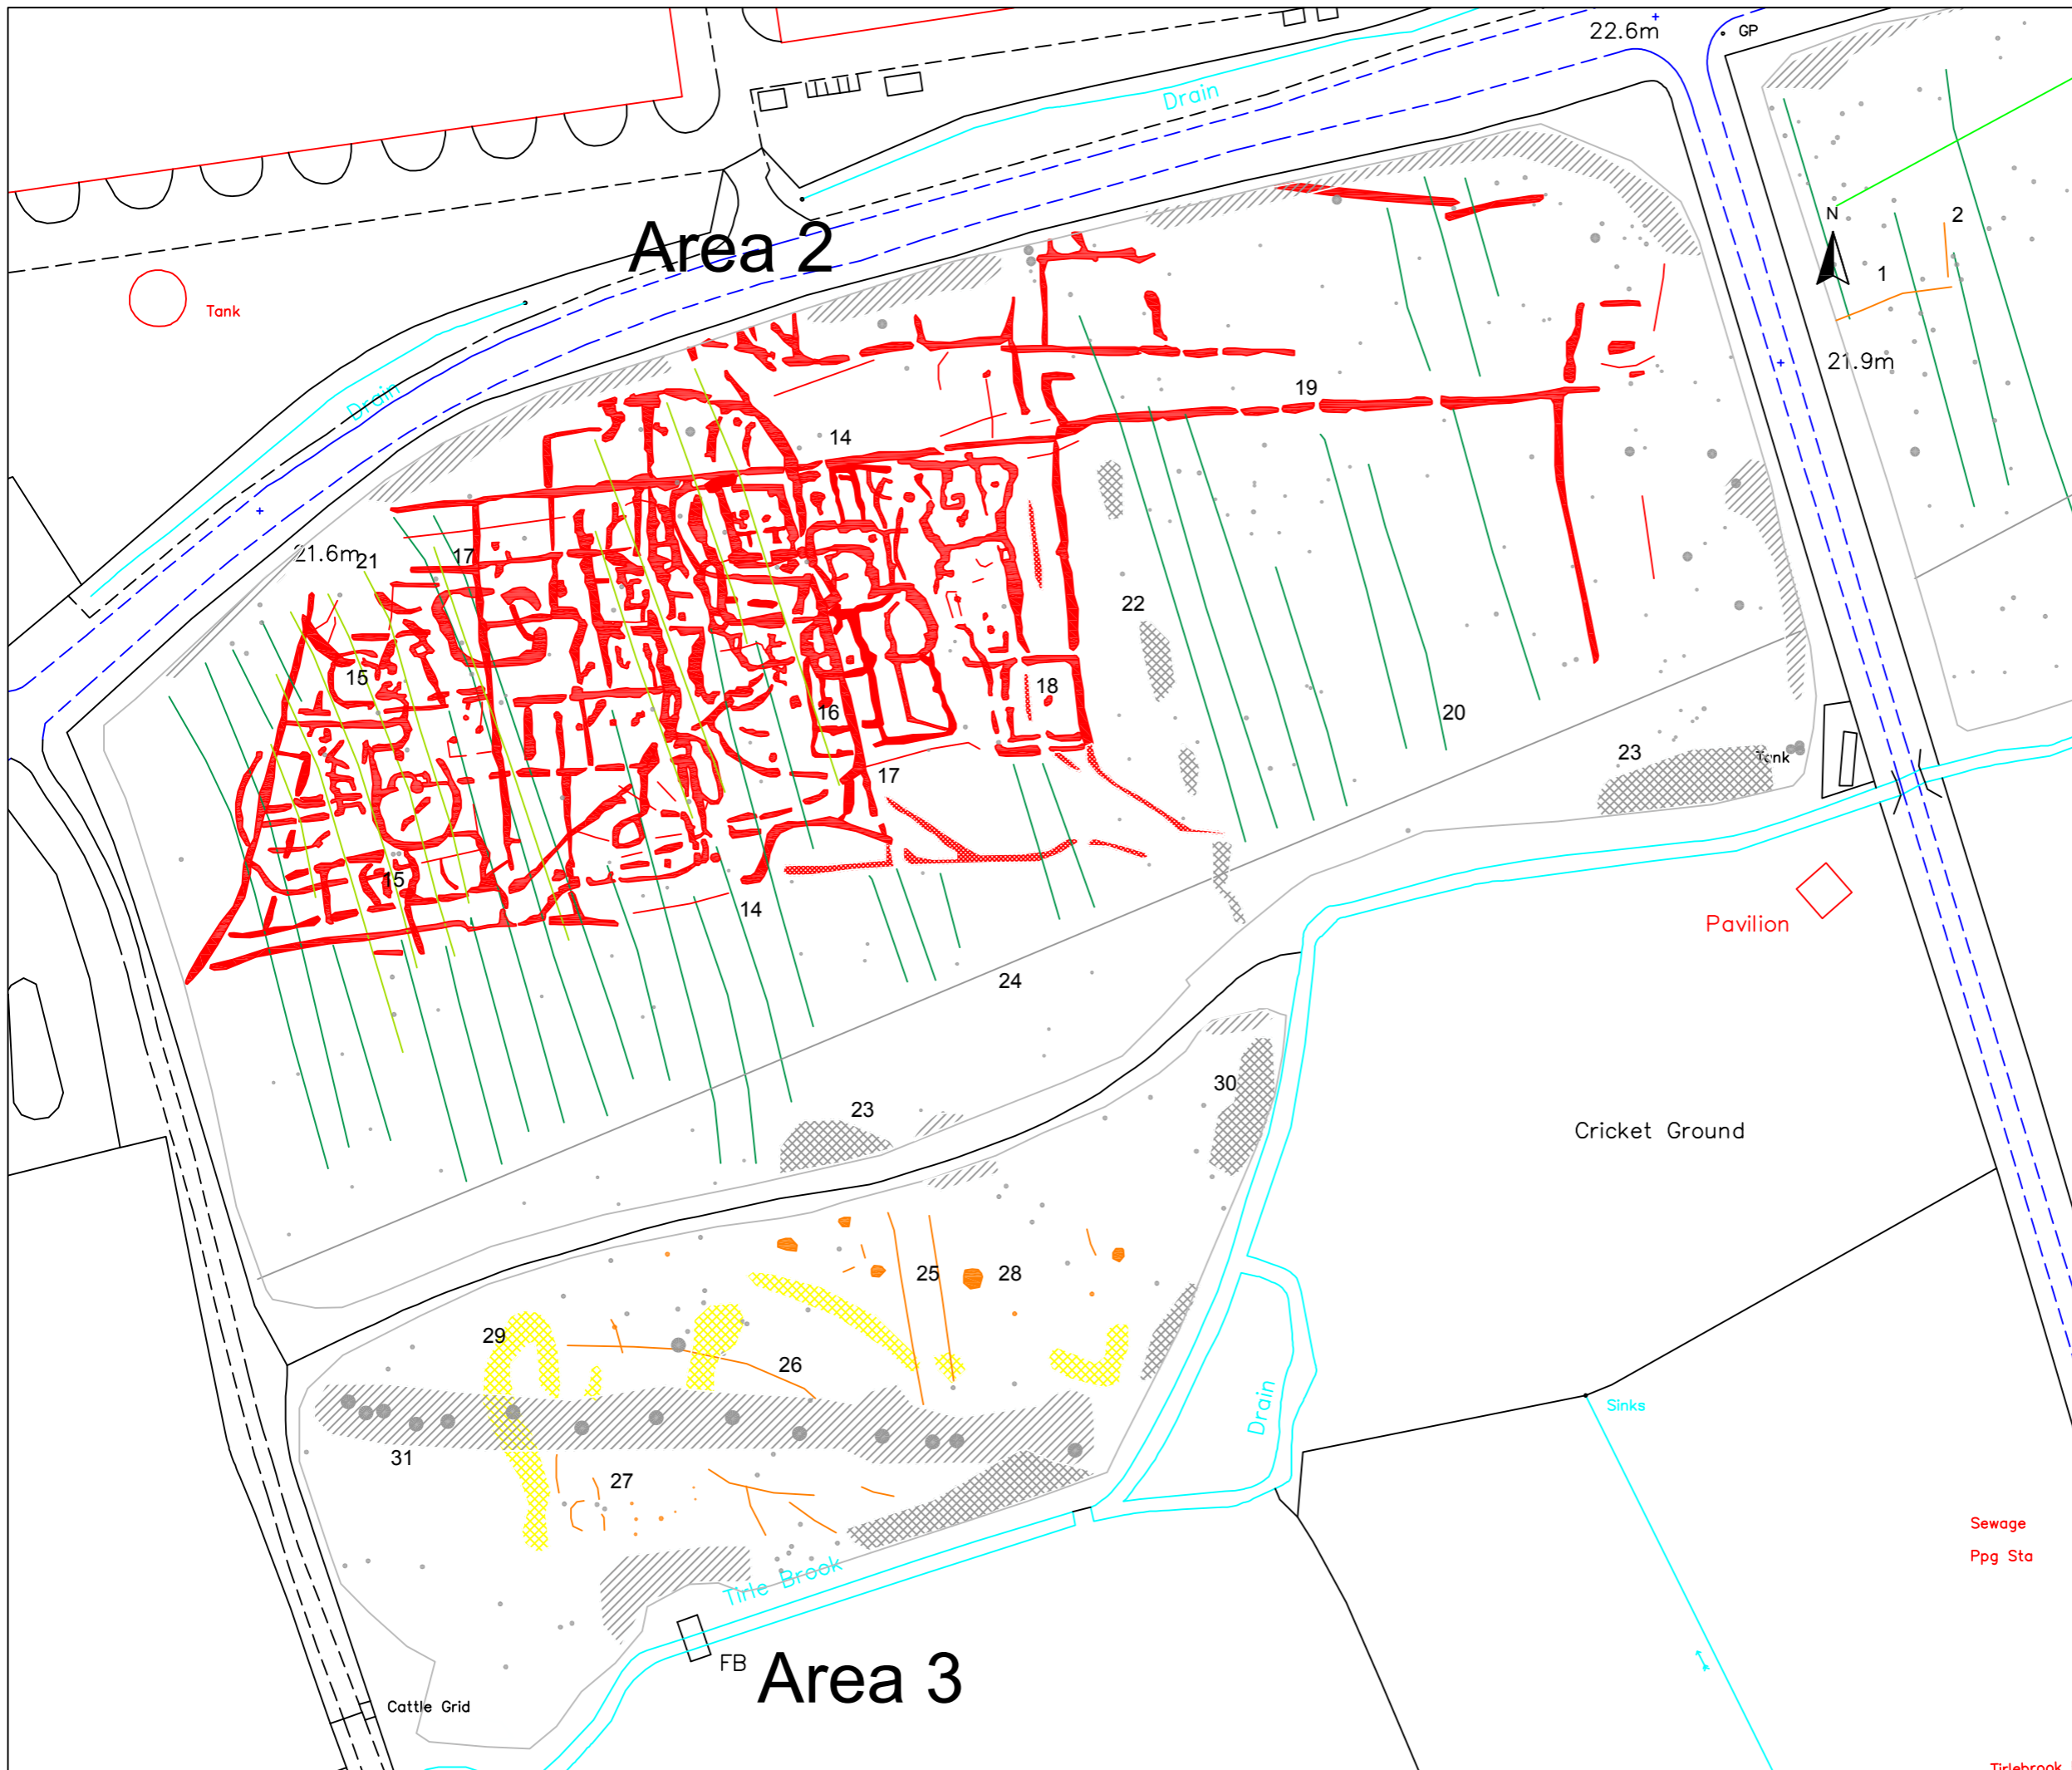 22.6m
GP
Drain
Area 2
N
2
1
Tank
21.9m
Drain
19
14
21.6m
21
17
22
15
18
16
20
23
Tank
17
15
14
Pavilion
24
30
23
Cricket Ground
25
28
29
26
Drain
Sinks
31
27
Sewage
Ppg Sta
Tirle Brook
FB
Area 3
Cattle Grid
Tirlebrook